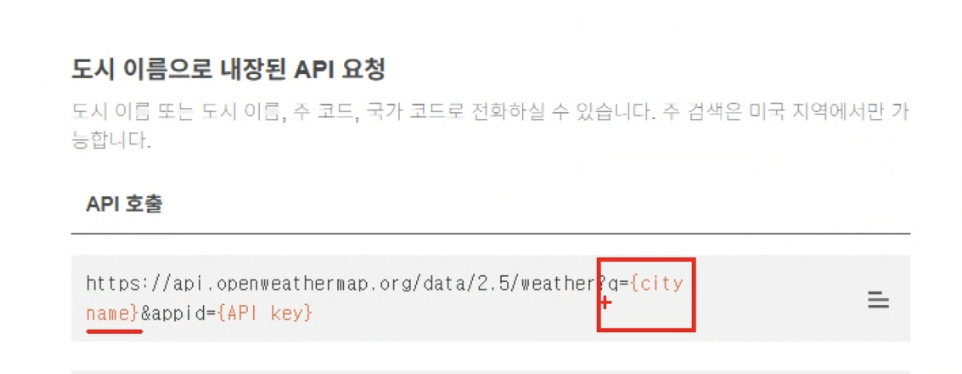 도시 이름으로 내장된 API 요청
도시 이름 또는 도시 이름, 주 코드, 국가 코드로 전화하실 수 있습니다. 주 검색은 미국 지역에서만 가
능합니다.
API 호출
https://api.openweathermap.org/data/2.5/weather?q={city
name}&appid={API key}